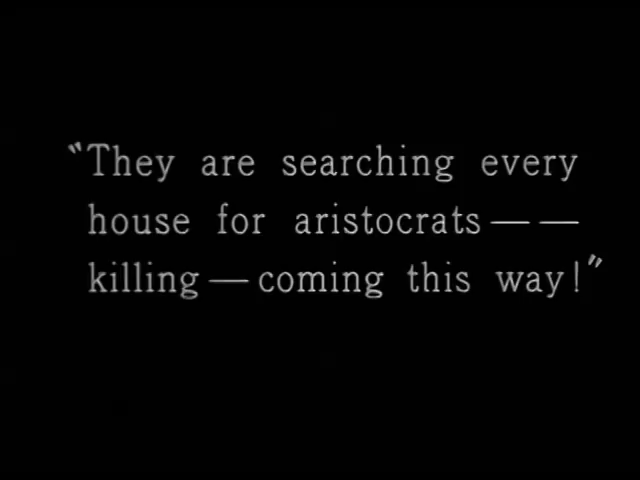 "They are searching every
house for aristocrats — —
killing — coming this way!"